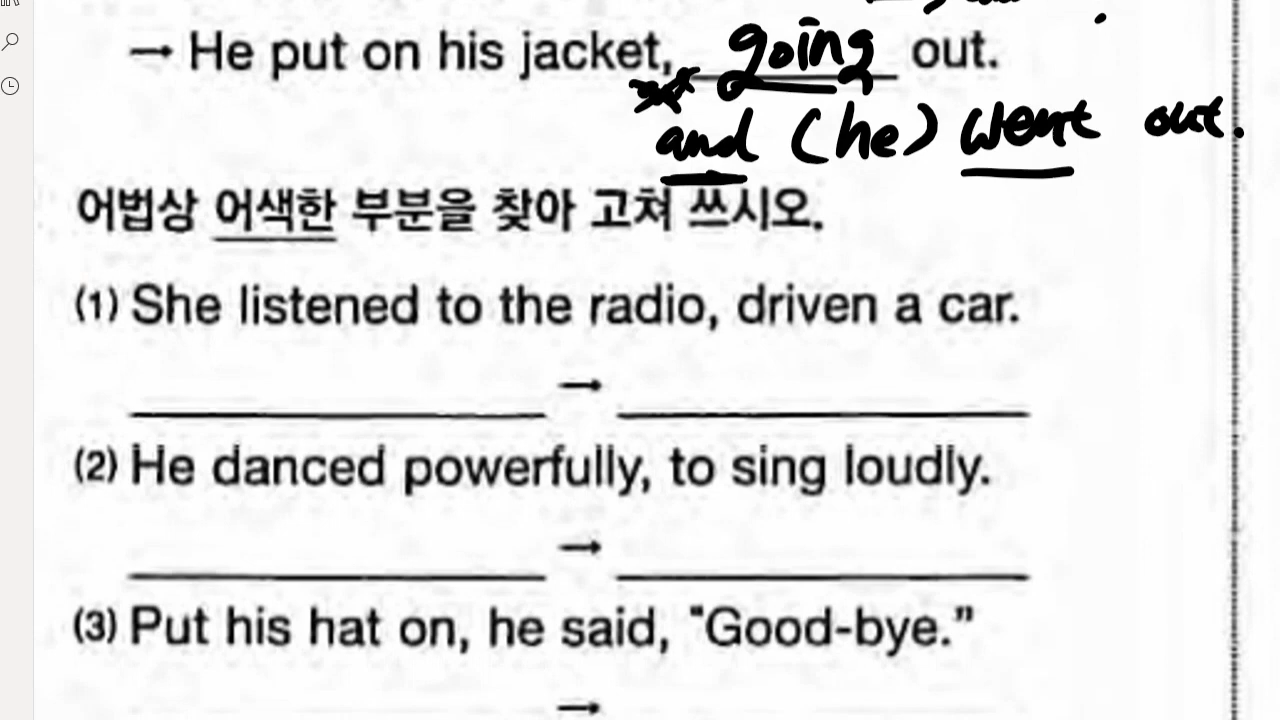 → He put on his jacket, going out.
and (he) went out.
어법상 어색한 부분을 찾아 고쳐 쓰시오.
(1) She listened to the radio, driven a car.
→
(2) He danced powerfully, to sing loudly.
→
(3) Put his hat on, he said, "Good-bye."
→